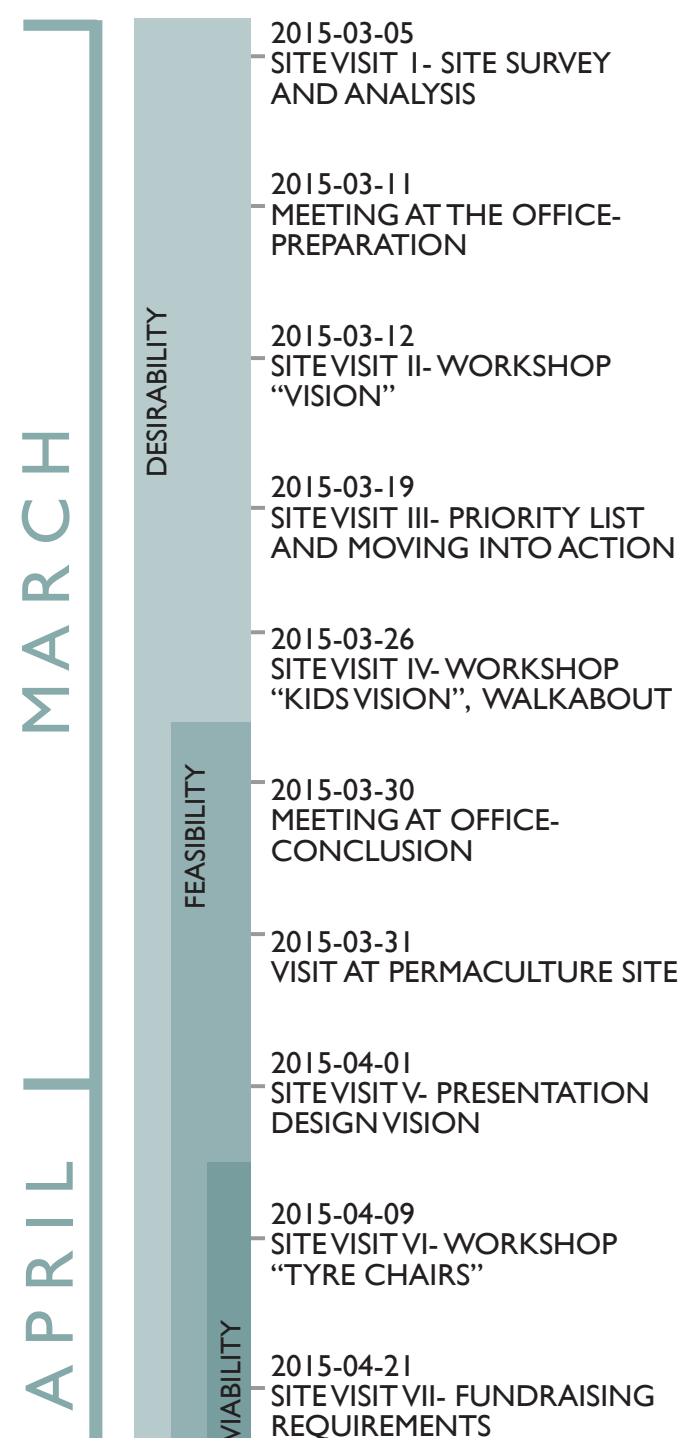 MARCH
DESIRABILITY
2015-03-05
SITE VISIT I- SITE SURVEY
AND ANALYSIS
2015-03-11
MEETING AT THE OFFICE-
PREPARATION
2015-03-12
SITE VISIT II- WORKSHOP
“VISION”
2015-03-19
SITE VISIT III- PRIORITY LIST
AND MOVING INTO ACTION
2015-03-26
SITE VISIT IV- WORKSHOP
“KIDS VISION”, WALKABOUT
FEASIBILITY
2015-03-30
MEETING AT OFFICE-
CONCLUSION
2015-03-31
VISIT AT PERMACULTURE SITE
APRIL
2015-04-01
SITE VISIT V- PRESENTATION
DESIGN VISION
2015-04-09
SITE VISIT VI- WORKSHOP
“TYRE CHAIRS”
VIABILITY
2015-04-21
SITE VISIT VII- FUNDRAISING
REQUIREMENTS